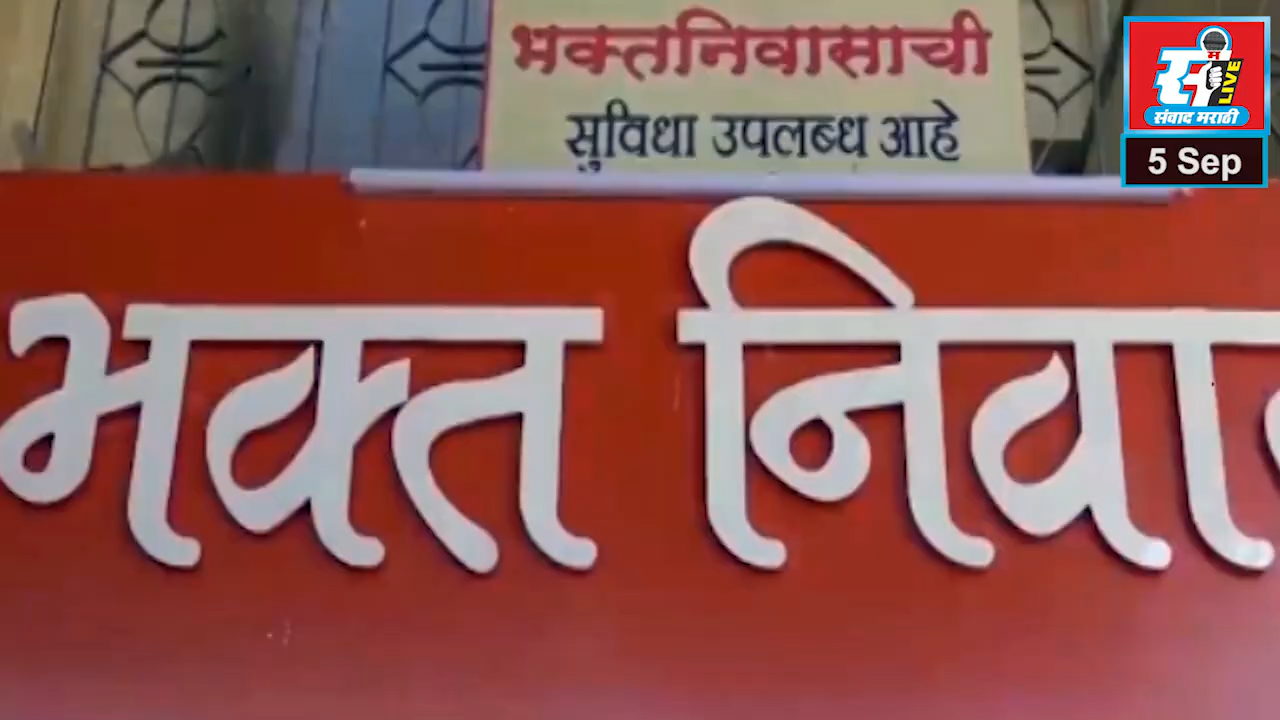 भक्तनिवासाची
सुविधा उपलब्ध आहे
भक्त निवा
स
म
LIVE
संवाद मराठी
5 Sep